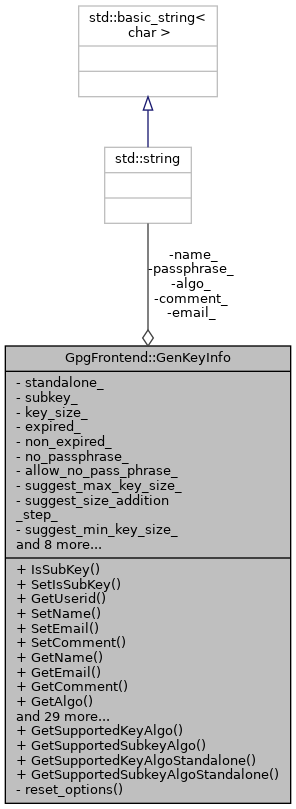 std::basic_string<
char >
std::string
-name_
-passphrase_
-algo_
-comment_
-email_
GpgFrontend::GenKeyInfo
- standalone_
- subkey_
- key_size_
- expired_
- non_expired_
- no_passphrase_
- allow_no_pass_phrase_
- suggest_max_key_size_
- suggest_size_addition
_step_
- suggest_min_key_size_
and 8 more...
+ IsSubKey()
+ SetIsSubKey()
+ GetUserid()
+ SetName()
+ SetEmail()
+ SetComment()
+ GetName()
+ GetEmail()
+ GetComment()
+ GetAlgo()
and 29 more...
+ GetSupportedKeyAlgo()
+ GetSupportedSubkeyAlgo()
+ GetSupportedKeyAlgoStandalone()
+ GetSupportedSubkeyAlgoStandalone()
- reset_options()